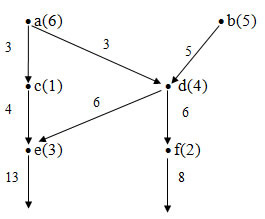 a(6) b(5)
3 3 5
c(1) d(4)
4 6 6
e(3) f(2)
13 8